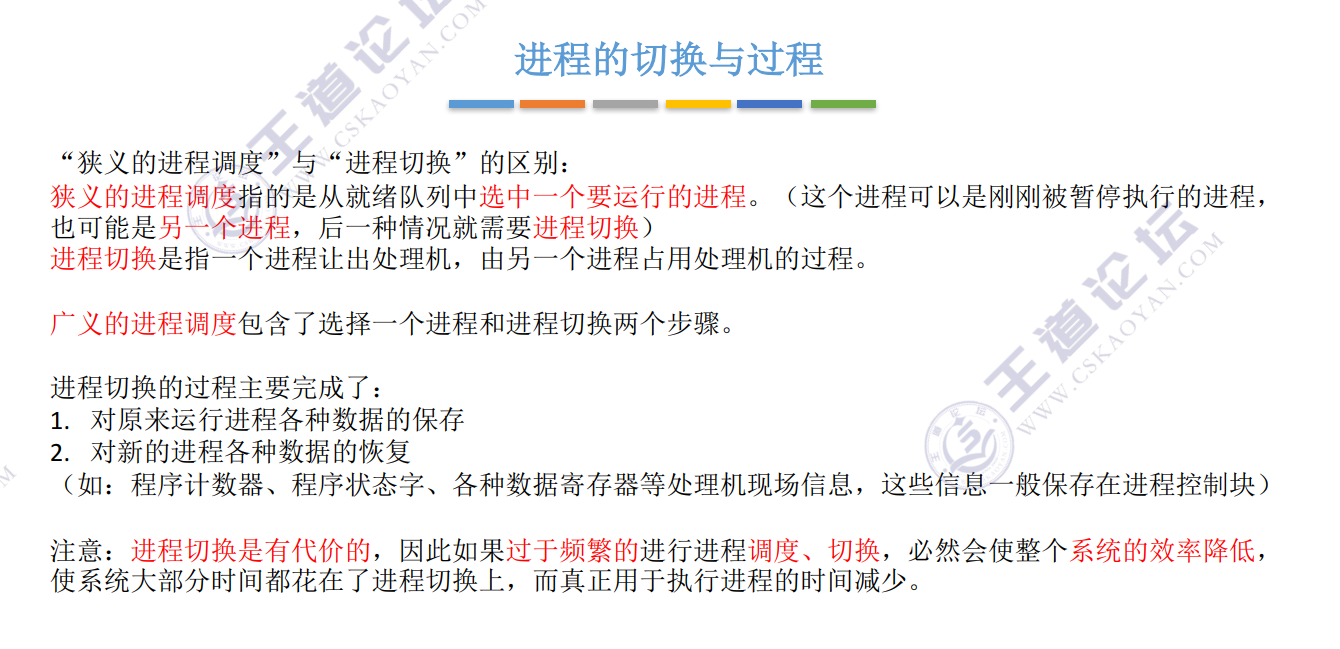 进程的切换与过程
“狭义的进程调度”与“进程切换”的区别：
狭义的进程调度指的是从就绪队列中选中一个要运行的进程。（这个进程可以是刚刚被暂停执行的进程，
也可能是另一个进程，后一种情况就需要进程切换）
进程切换是指一个进程让出处理机，由另一个进程占用处理机的过程。
广义的进程调度包含了选择一个进程和进程切换两个步骤。
进程切换的过程主要完成了：
1. 对原来运行进程各种数据的保存
2. 对新的进程各种数据的恢复
（如：程序计数器、程序状态字、各种数据寄存器等处理机现场信息，这些信息一般保存在进程控制块）
注意：进程切换是有代价的，因此如果过于频繁的进行进程调度、切换，必然会使整个系统的效率降低，
使系统大部分时间都花在了进程切换上，而真正用于执行进程的时间减少。
王道论坛
WWW.CSKAOYAN.COM
王道论坛
WWW.CSKAOYAN.COM